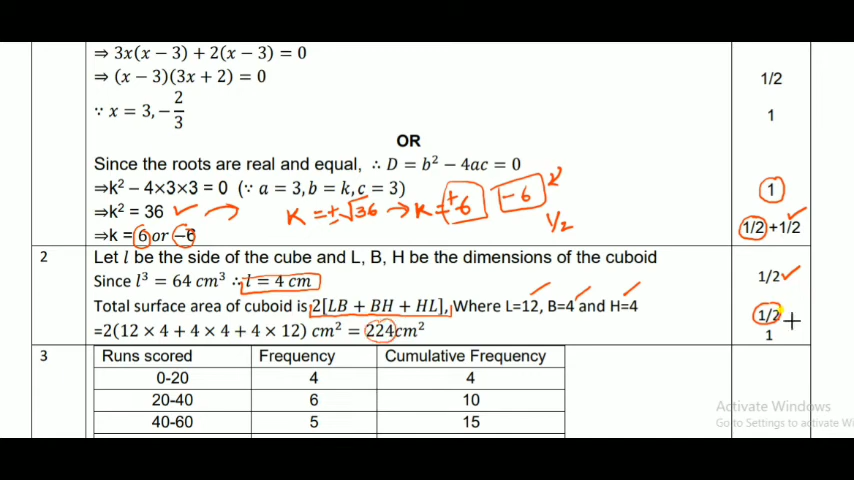 ⇒ 3x(x − 3) + 2(x − 3) = 0
⇒ (x − 3)(3x + 2) = 0 1/2
∵ x = 3, −2/3 1
OR
Since the roots are real and equal, ∴ D = b² − 4ac = 0
⇒k² − 4×3×3 = 0 (∵ a = 3, b = k, c = 3) 1
⇒k² = 36 K = ±√36 → K = ±6 −6 1/2
⇒k = 6 or −6 1/2 +1/2
2 Let l be the side of the cube and L, B, H be the dimensions of the cuboid
Since l³ = 64 cm³ ∴ l = 4 cm 1/2
Total surface area of cuboid is 2[LB + BH + HL], Where L=12, B=4 and H=4 1/2
=2(12 × 4 + 4 × 4 + 4 × 12) cm² = 224cm² 1
3 Runs scored Frequency Cumulative Frequency
0-20 4 4
20-40 6 10
40-60 5 15
Activate Windows
Go to Settings to activate Wi